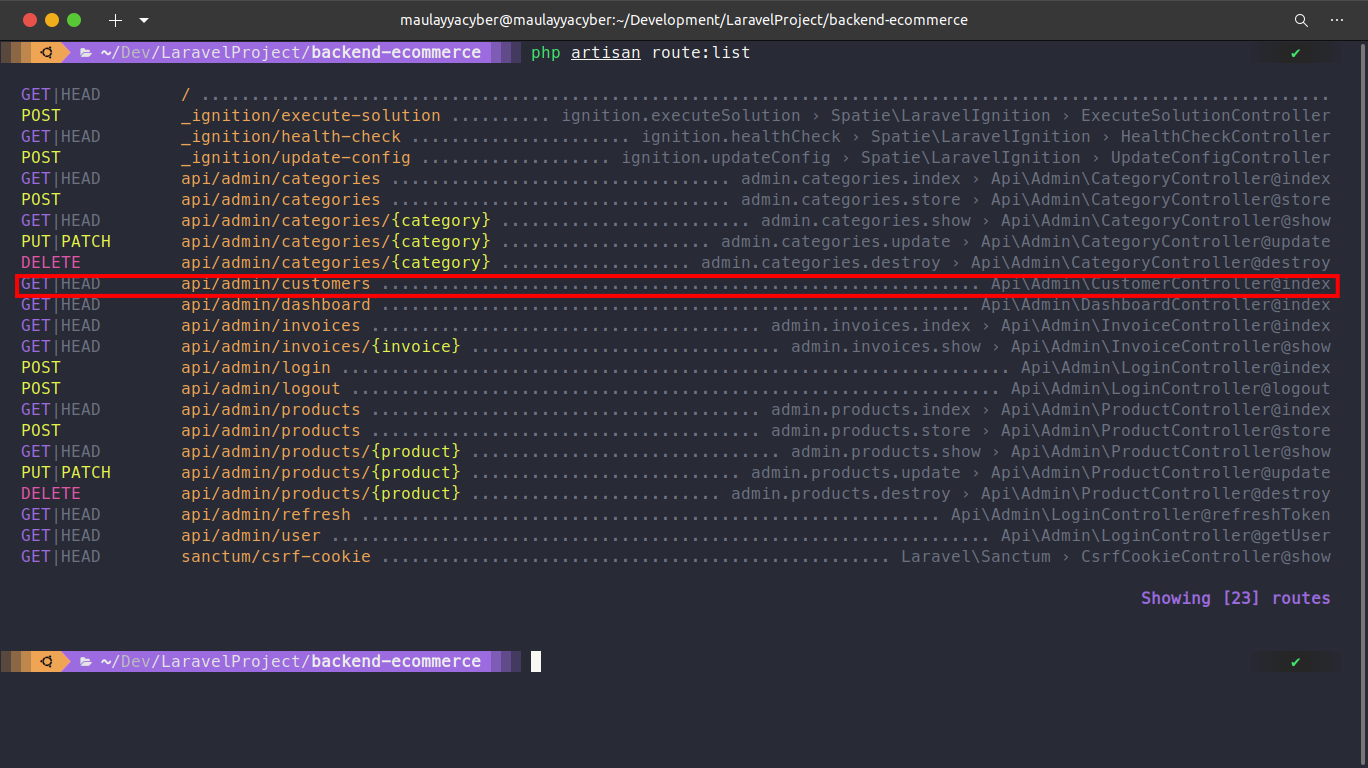 maulayyacyber@maulayyacyber:~/Development/LaravelProject/backend-ecommerce
~/Dev/LaravelProject/backend-ecommerce php artisan route:list ✔
GET|HEAD / .................................................................................................................
POST _ignition/execute-solution .......... ignition.executeSolution › Spatie\LaravelIgnition › ExecuteSolutionController
GET|HEAD _ignition/health-check ...................... ignition.healthCheck › Spatie\LaravelIgnition › HealthCheckController
POST _ignition/update-config ................... ignition.updateConfig › Spatie\LaravelIgnition › UpdateConfigController
GET|HEAD api/admin/categories .................................. admin.categories.index › Api\Admin\CategoryController@index
POST api/admin/categories .................................. admin.categories.store › Api\Admin\CategoryController@store
GET|HEAD api/admin/categories/{category} ......................... admin.categories.show › Api\Admin\CategoryController@show
PUT|PATCH api/admin/categories/{category} ..................... admin.categories.update › Api\Admin\CategoryController@update
DELETE api/admin/categories/{category} ................... admin.categories.destroy › Api\Admin\CategoryController@destroy
GET|HEAD api/admin/customers ............................................................ Api\Admin\CustomerController@index
GET|HEAD api/admin/dashboard ........................................................... Api\Admin\DashboardController@index
GET|HEAD api/admin/invoices ....................................... admin.invoices.index › Api\Admin\InvoiceController@index
GET|HEAD api/admin/invoices/{invoice} ............................... admin.invoices.show › Api\Admin\InvoiceController@show
POST api/admin/login ................................................................... Api\Admin\LoginController@index
POST api/admin/logout ................................................................. Api\Admin\LoginController@logout
GET|HEAD api/admin/products ....................................... admin.products.index › Api\Admin\ProductController@index
POST api/admin/products ....................................... admin.products.store › Api\Admin\ProductController@store
GET|HEAD api/admin/products/{product} ............................... admin.products.show › Api\Admin\ProductController@show
PUT|PATCH api/admin/products/{product} ........................... admin.products.update › Api\Admin\ProductController@update
DELETE api/admin/products/{product} ......................... admin.products.destroy › Api\Admin\ProductController@destroy
GET|HEAD api/admin/refresh .......................................................... Api\Admin\LoginController@refreshToken
GET|HEAD api/admin/user .................................................................. Api\Admin\LoginController@getUser
GET|HEAD sanctum/csrf-cookie ................................................... Laravel\Sanctum › CsrfCookieController@show
Showing [23] routes
~/Dev/LaravelProject/backend-ecommerce ✔